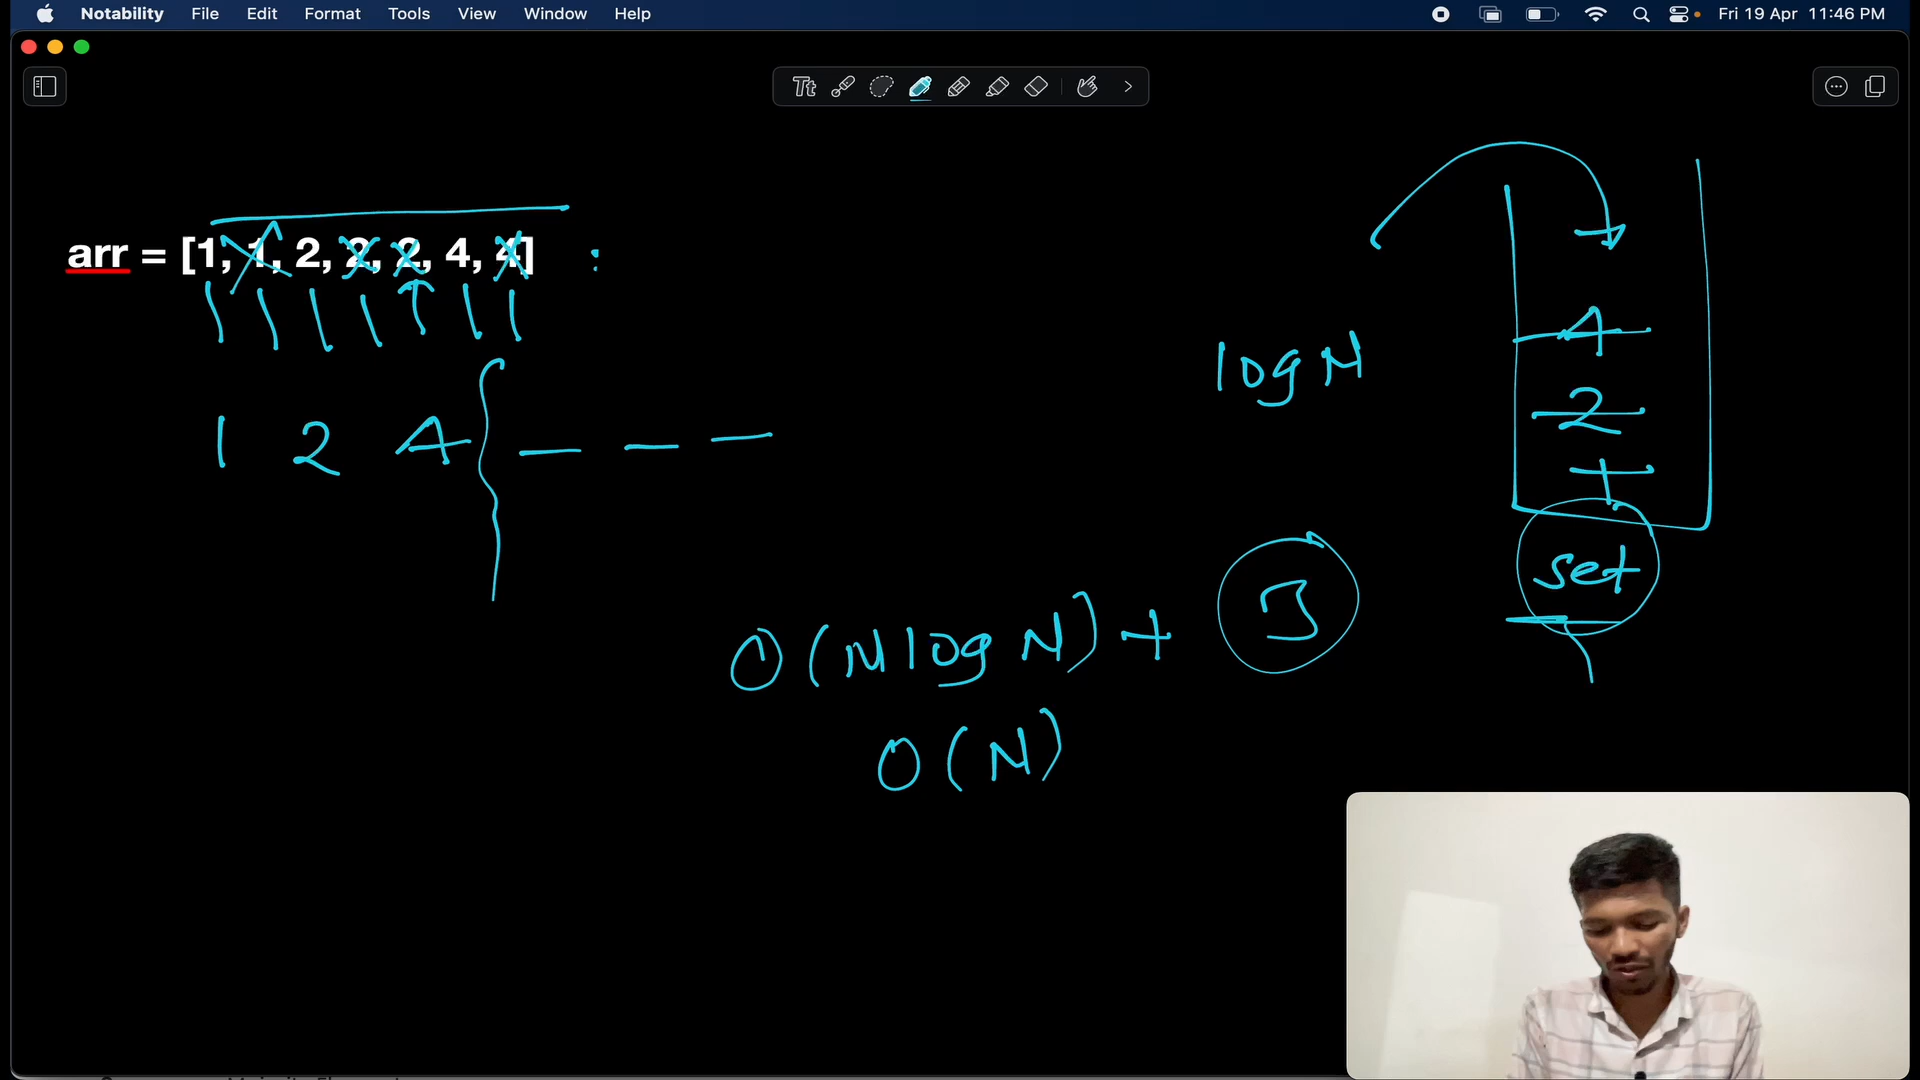 Notability File Edit Format Tools View Window Help Fri 19 Apr 11:46 PM
Tt
arr = [1, 1, 2, 2, 2, 4, 4] :
log N
4
2
1
1 2 4 { — — —
set
O(N log N) + 3
O(N)